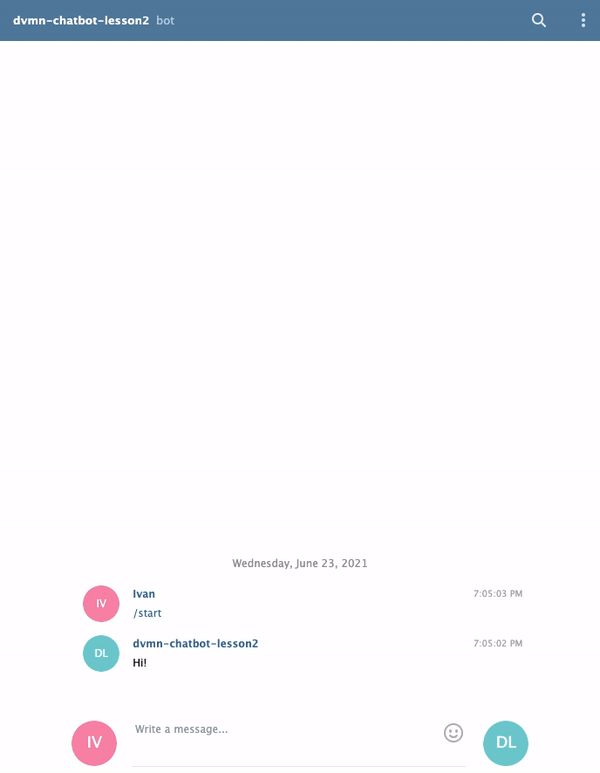 dvmn-chatbot-lesson2 bot
Wednesday, June 23, 2021
IV Ivan 7:05:03 PM
/start
DL dvmn-chatbot-lesson2 7:05:02 PM
Hi!
IV Write a message... DL